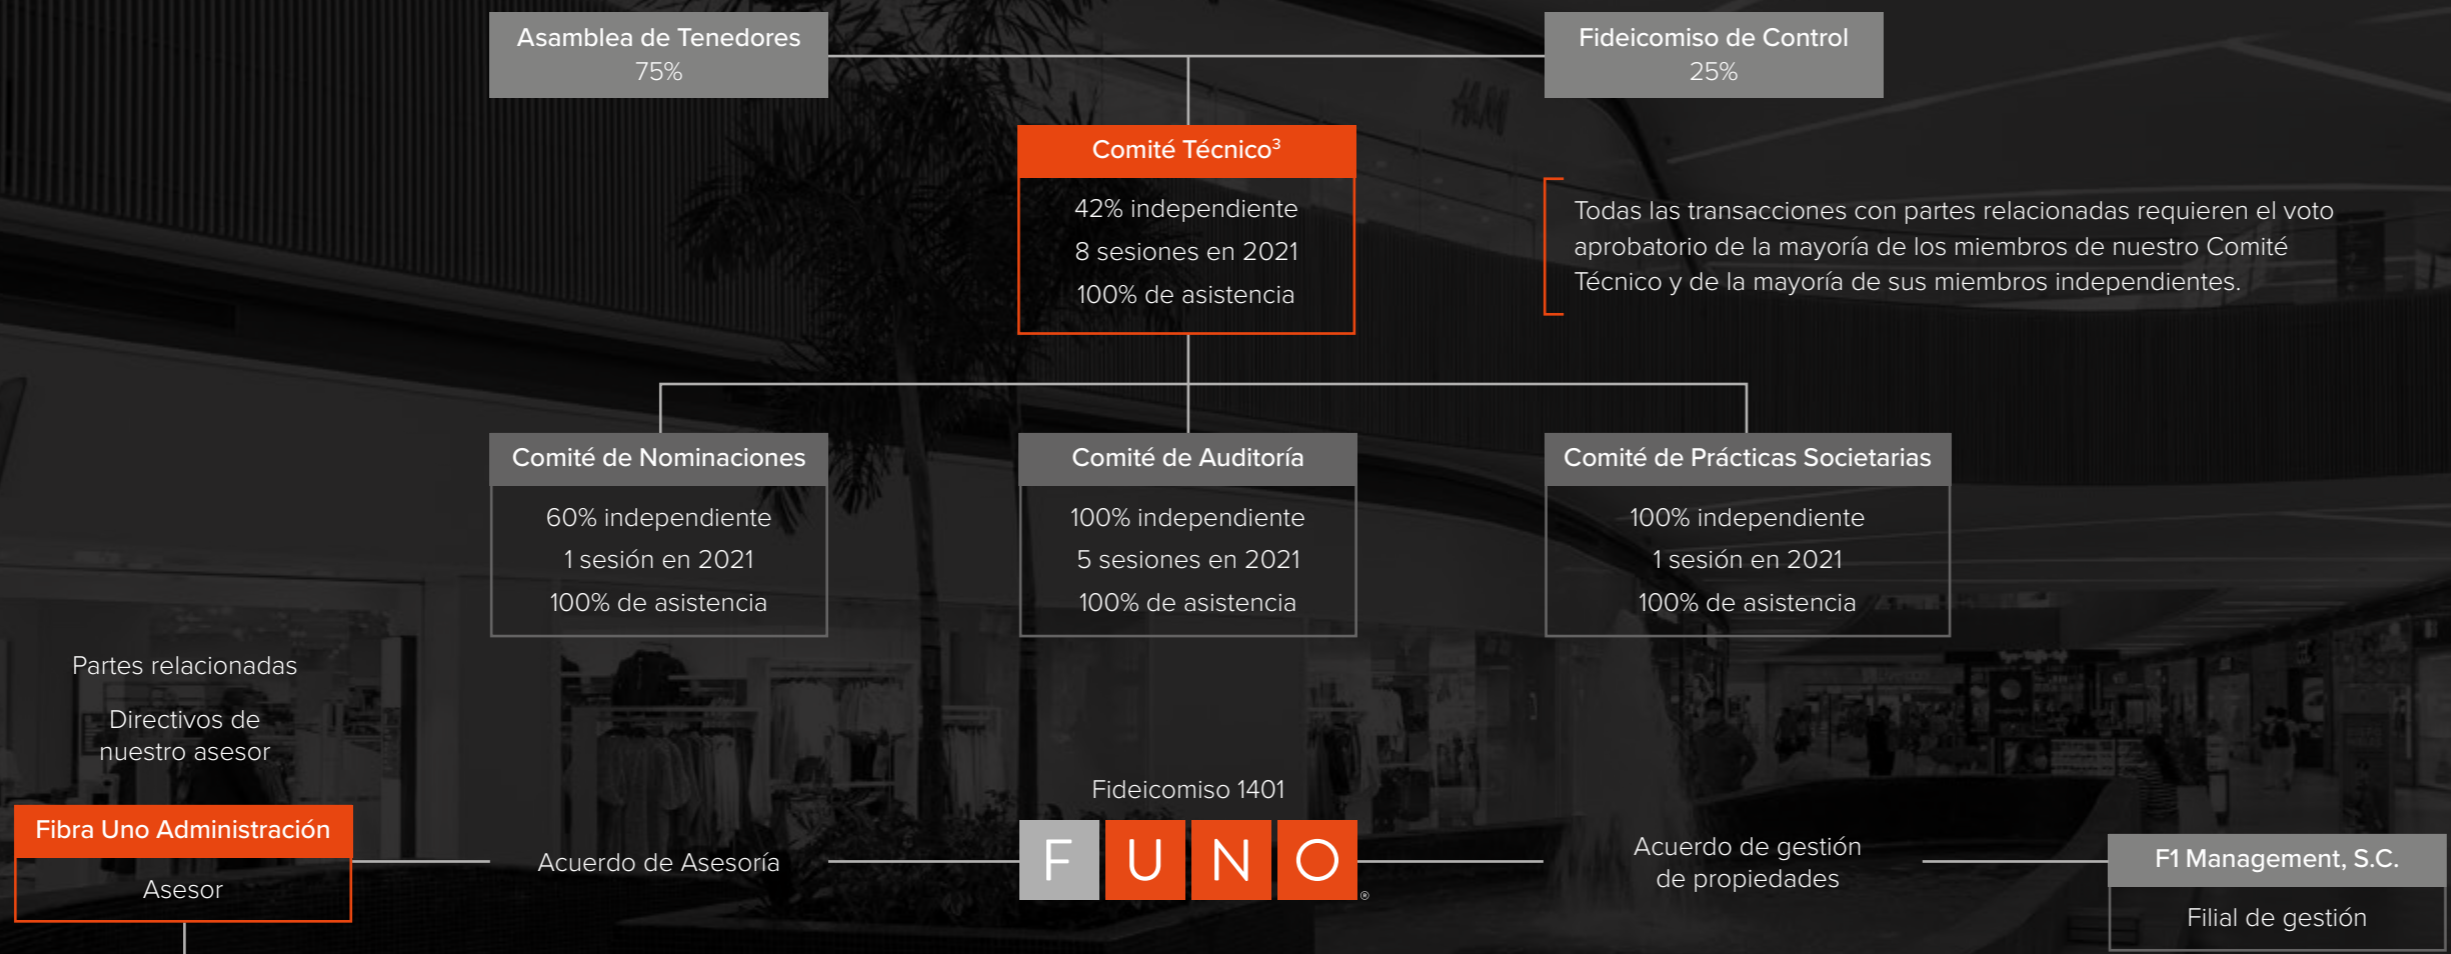 Asamblea de Tenedores
75%
Fideicomiso de Control
25%
Comité Técnico³
42% independiente
8 sesiones en 2021
100% de asistencia
Todas las transacciones con partes relacionadas requieren el voto
aprobatorio de la mayoría de los miembros de nuestro Comité
Técnico y de la mayoría de sus miembros independientes.
Comité de Nominaciones
60% independiente
1 sesión en 2021
100% de asistencia
Comité de Auditoría
100% independiente
5 sesiones en 2021
100% de asistencia
Comité de Prácticas Societarias
100% independiente
1 sesión en 2021
100% de asistencia
Partes relacionadas
Directivos de
nuestro asesor
Fibra Uno Administración
Asesor
Acuerdo de Asesoría
Fideicomiso 1401
FUNO®
Acuerdo de gestión
de propiedades
F1 Management, S.C.
Filial de gestión
H&M